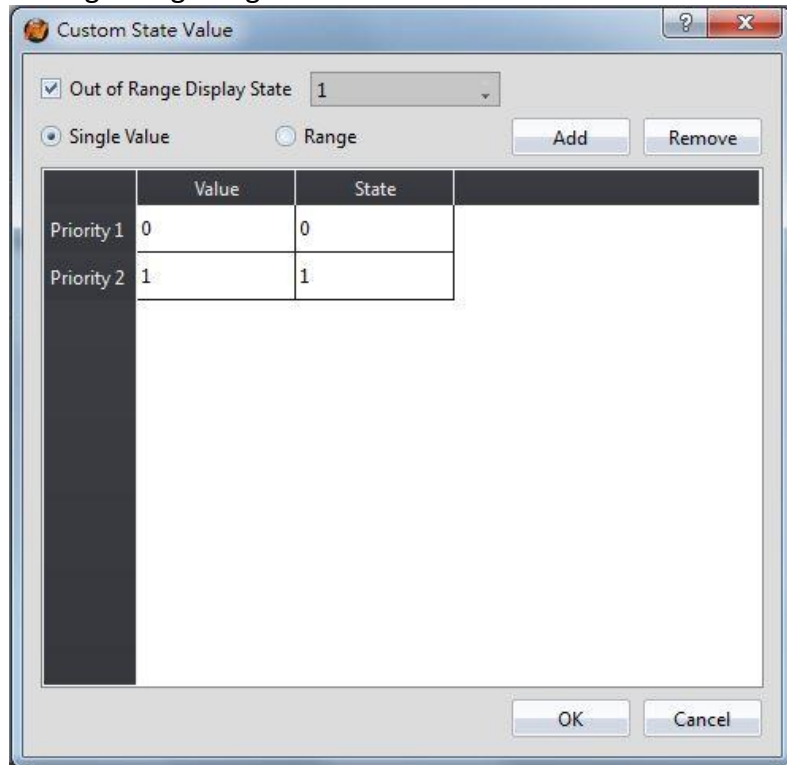 Custom State Value
Out of Range Display State 1
Single Value Range Add Remove
Value State
Priority 1 0 0
Priority 2 1 1
OK Cancel